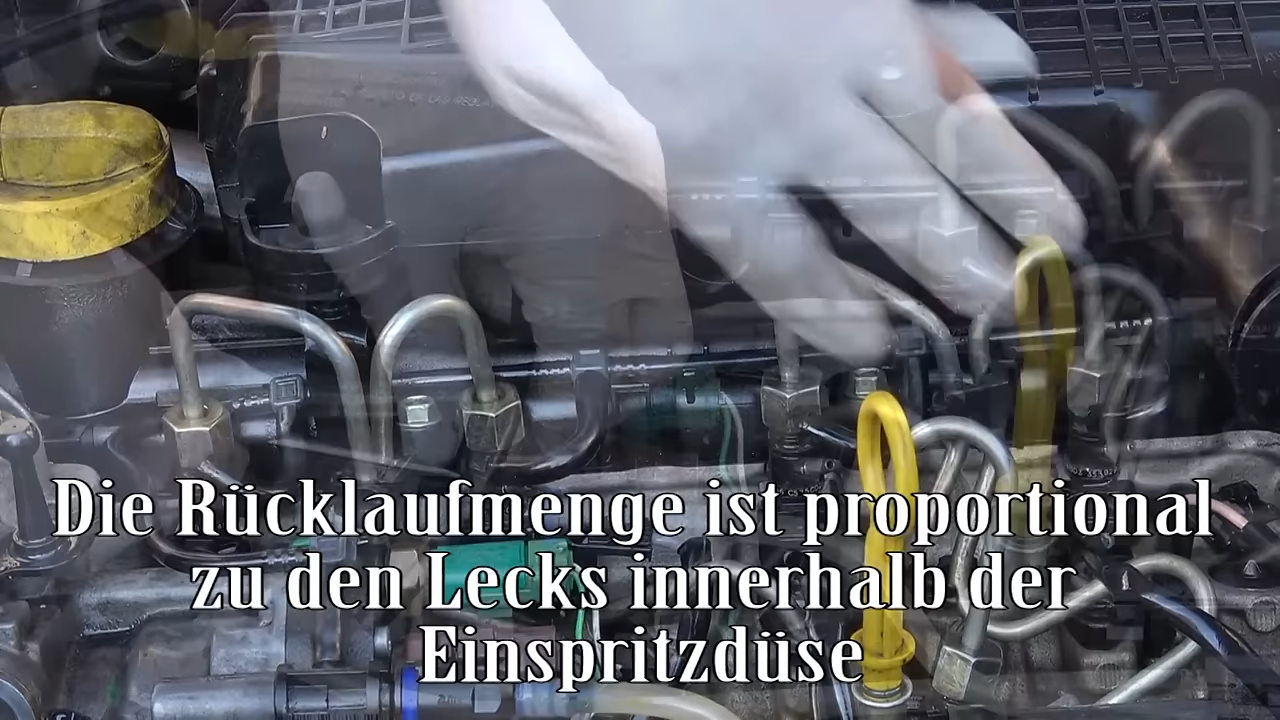 Die Rücklaufmenge ist proportional
zu den Lecks innerhalb der
Einspritzdüse